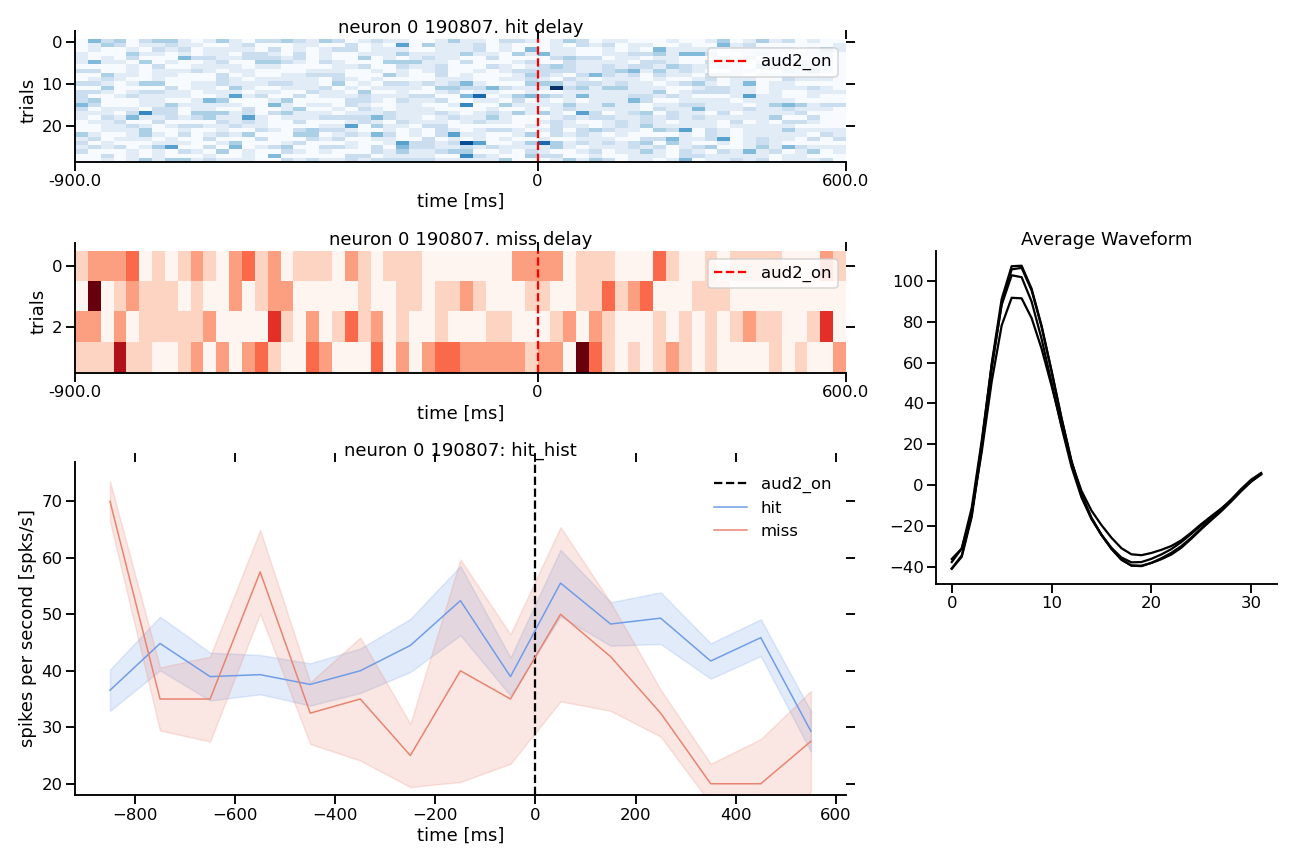 neuron 0 190807. hit delay
trials
0
10
20
aud2_on
-900.0
0
600.0
time [ms]
neuron 0 190807. miss delay
trials
0
2
aud2_on
-900.0
0
600.0
time [ms]
neuron 0 190807: hit_hist
spikes per second [spks/s]
70
60
50
40
30
20
aud2_on
hit
miss
−800
−600
−400
−200
0
200
400
600
time [ms]
Average Waveform
100
80
60
40
20
0
−20
−40
0
10
20
30